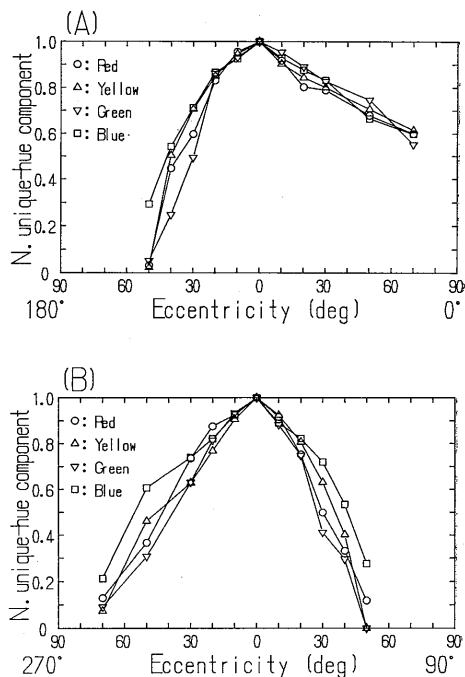 (A)
N. unique-hue component
1.0
0.8
0.6
0.4
0.2
0
○: Red
△: Yellow
▽: Green
□: Blue
90 60 30 0 30 60 90°
180° Eccentricity (deg) 0°
(B)
N. unique-hue component
1.0
0.8
0.6
0.4
0.2
0
○: Red
△: Yellow
▽: Green
□: Blue
90 60 30 0 30 60 90°
270° Eccentricity (deg) 90°